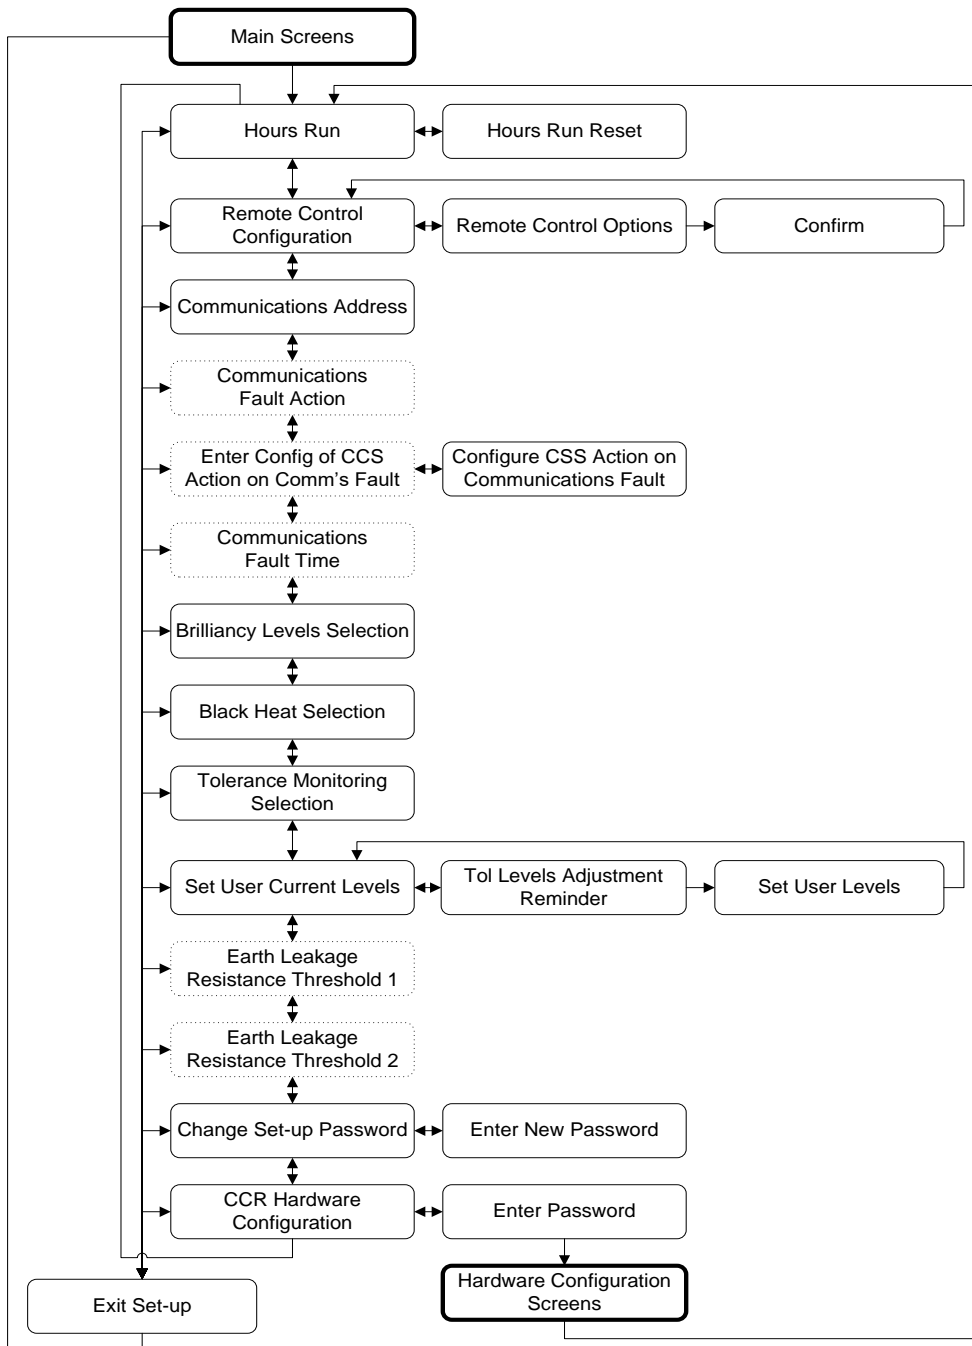 Main Screens
Hours Run
Hours Run Reset
Remote Control
Configuration
Remote Control Options
Confirm
Communications Address
Communications
Fault Action
Enter Config of CCS
Action on Comm's Fault
Configure CSS Action on
Communications Fault
Communications
Fault Time
Brilliancy Levels Selection
Black Heat Selection
Tolerance Monitoring
Selection
Set User Current Levels
Tol Levels Adjustment
Reminder
Set User Levels
Earth Leakage
Resistance Threshold 1
Earth Leakage
Resistance Threshold 2
Change Set-up Password
Enter New Password
CCR Hardware
Configuration
Enter Password
Hardware Configuration
Screens
Exit Set-up